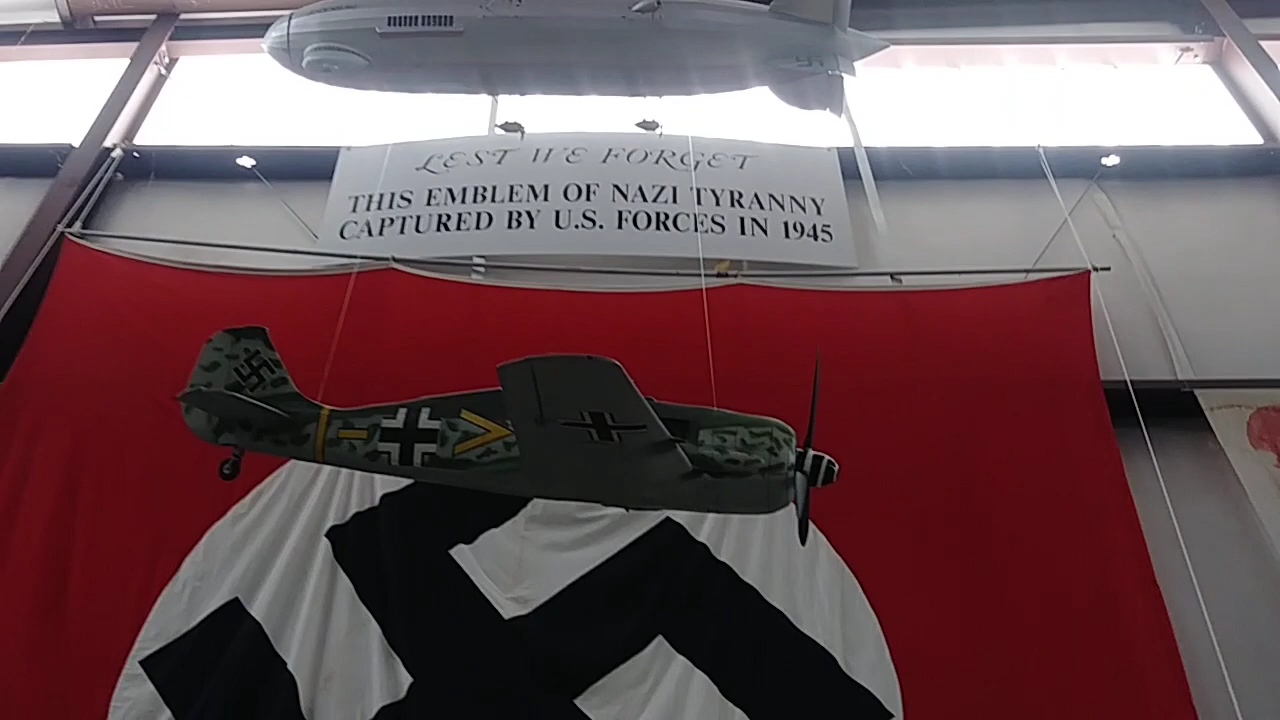 LEST WE FORGET
THIS EMBLEM OF NAZI TYRANNY
CAPTURED BY U.S. FORCES IN 1945